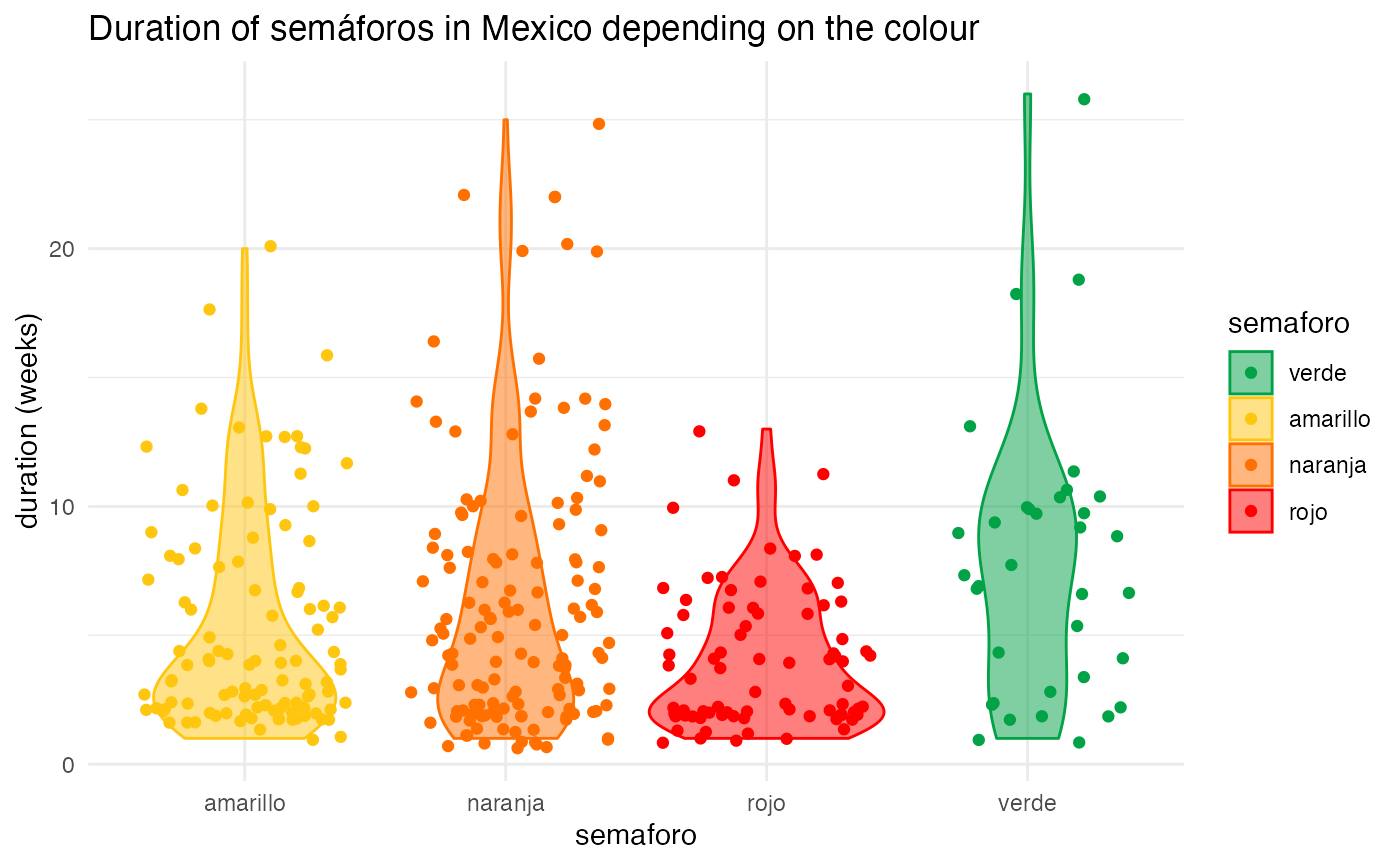 Duration of semáforos in Mexico depending on the colour
duration (weeks)
20
10
0
amarillo
naranja
rojo
verde
semaforo
semaforo
verde
amarillo
naranja
rojo